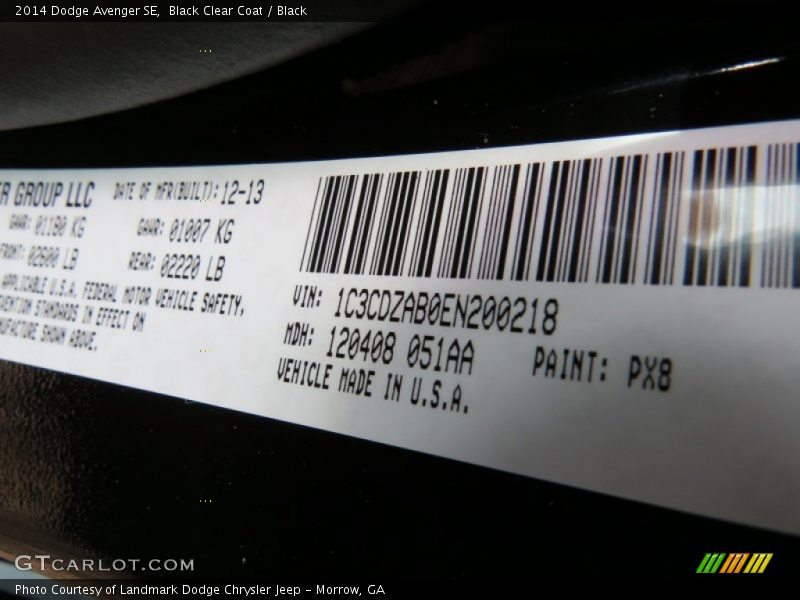 2014 Dodge Avenger SE,  Black Clear Coat / Black
ER GROUP LLC
DATE OF MFR(BUILT): 12-13
GAWR: 01190 KG
GAWR: 01007 KG
FRONT: 02600 LB
REAR: 02220 LB
APPLICABLE U.S.A. FEDERAL MOTOR VEHICLE SAFETY,
STANDARDS IN EFFECT ON
SHOWN ABOVE.
VIN: 1C3CDZAB0EN200218
MDH: 120408 051AA
PAINT: PX8
VEHICLE MADE IN U.S.A.
GTCARLOT.COM
Photo Courtesy of Landmark Dodge Chrysler Jeep - Morrow, GA